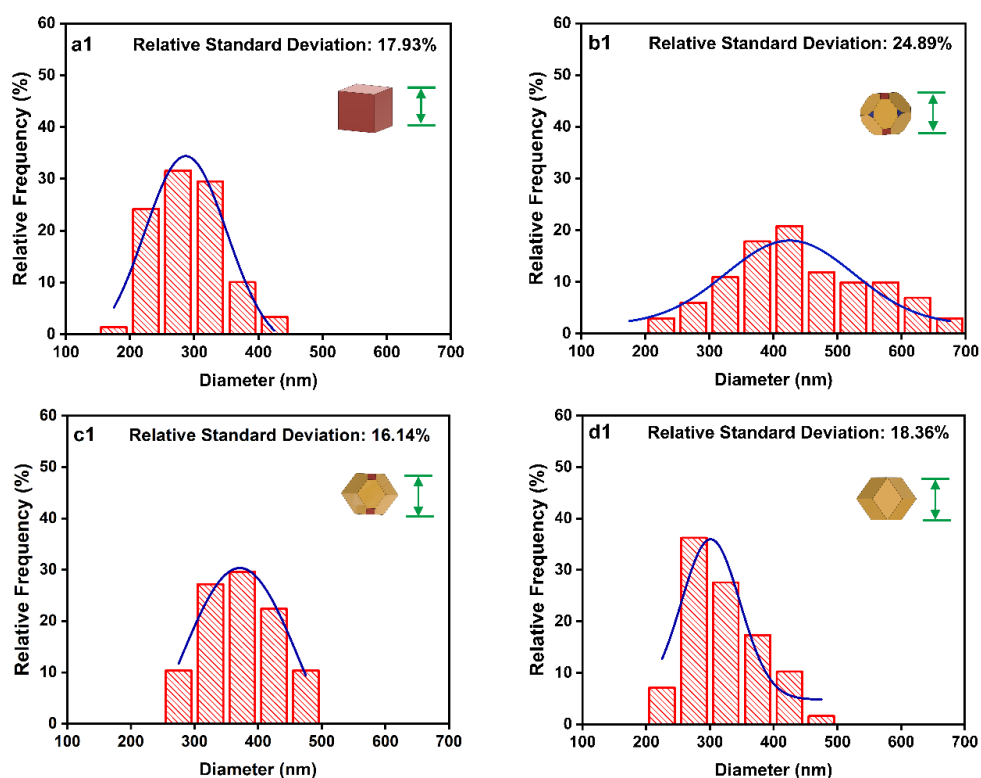 a1 Relative Standard Deviation: 17.93%
60
50
40
30
20
10
0
Relative Frequency (%)
100 200 300 400 500 600 700
Diameter (nm)
b1 Relative Standard Deviation: 24.89%
60
50
40
30
20
10
0
Relative Frequency (%)
100 200 300 400 500 600 700
Diameter (nm)
c1 Relative Standard Deviation: 16.14%
60
50
40
30
20
10
0
Relative Frequency (%)
100 200 300 400 500 600 700
Diameter (nm)
d1 Relative Standard Deviation: 18.36%
60
50
40
30
20
10
0
Relative Frequency (%)
100 200 300 400 500 600 700
Diameter (nm)